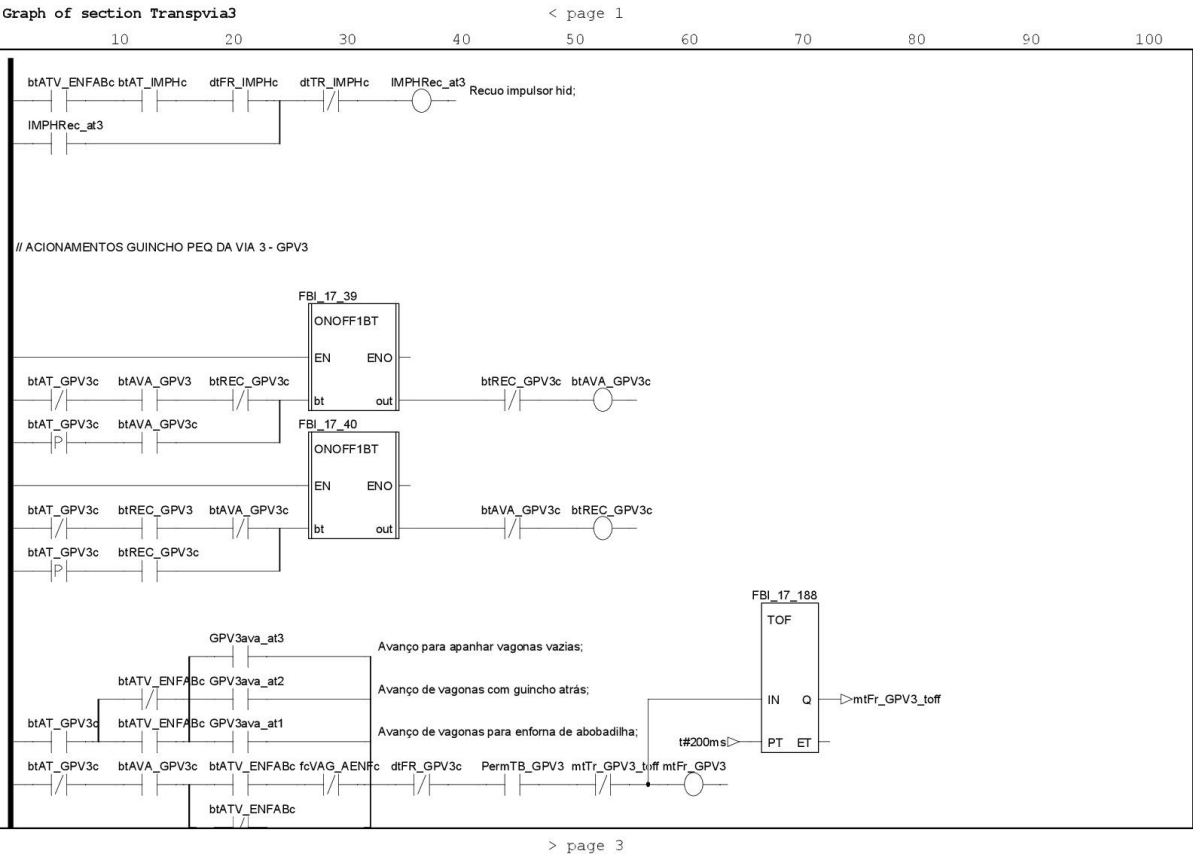 Graph of section Transpvia3 < page 1
10 20 30 40 50 60 70 80 90 100
btATV_ENFABc btAT_IMPHc dtFR_IMPHc dtTR_IMPHc IMPHRec_at3
Recuo impulsor hid;
IMPHRec_at3
// ACIONAMENTOS GUINCHO PEQ DA VIA 3 - GPV3
FBI_17_39
ONOFF1BT
EN ENO
btAT_GPV3c btAVA_GPV3 btREC_GPV3c btREC_GPV3c btAVA_GPV3c
bt out
btAT_GPV3c btAVA_GPV3c FBI_17_40
P
ONOFF1BT
EN ENO
btAT_GPV3c btREC_GPV3 btAVA_GPV3c btAVA_GPV3c btREC_GPV3c
bt out
btAT_GPV3c btREC_GPV3c
P
FBI_17_188
TOF
GPV3ava_at3
Avanço para apanhar vagonas vazias;
btATV_ENFABc GPV3ava_at2
Avanço de vagonas com guincho atrás;
IN Q mtFr_GPV3_toff
btAT_GPV3c btATV_ENFABc GPV3ava_at1
Avanço de vagonas para enforna de abobadilha;
t#200ms PT ET
btAT_GPV3c btAVA_GPV3c btATV_ENFABc fcVAG_AENFc dtFR_GPV3c PermTB_GPV3 mtTr_GPV3_toff mtFr_GPV3
btATV_ENFABc
> page 3